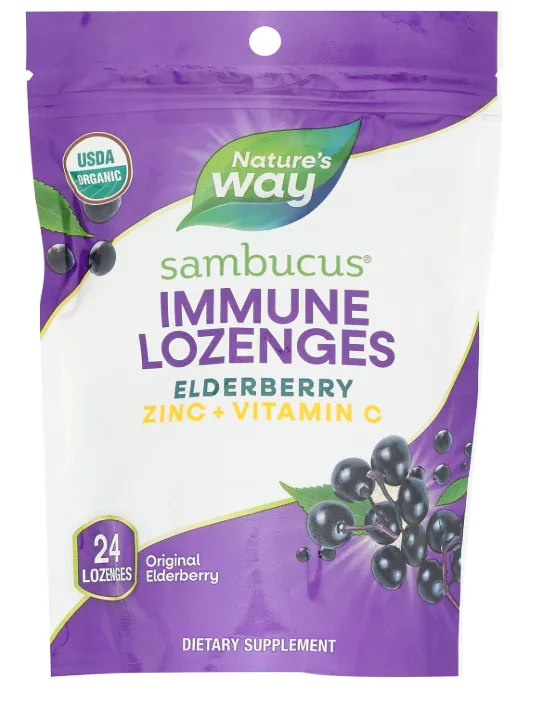 USDA
ORGANIC
Nature's
way
sambucus®
IMMUNE
LOZENGES
ELDERBERRY
ZINC + VITAMIN C
24
LOZENGES
Original
Elderberry
DIETARY SUPPLEMENT